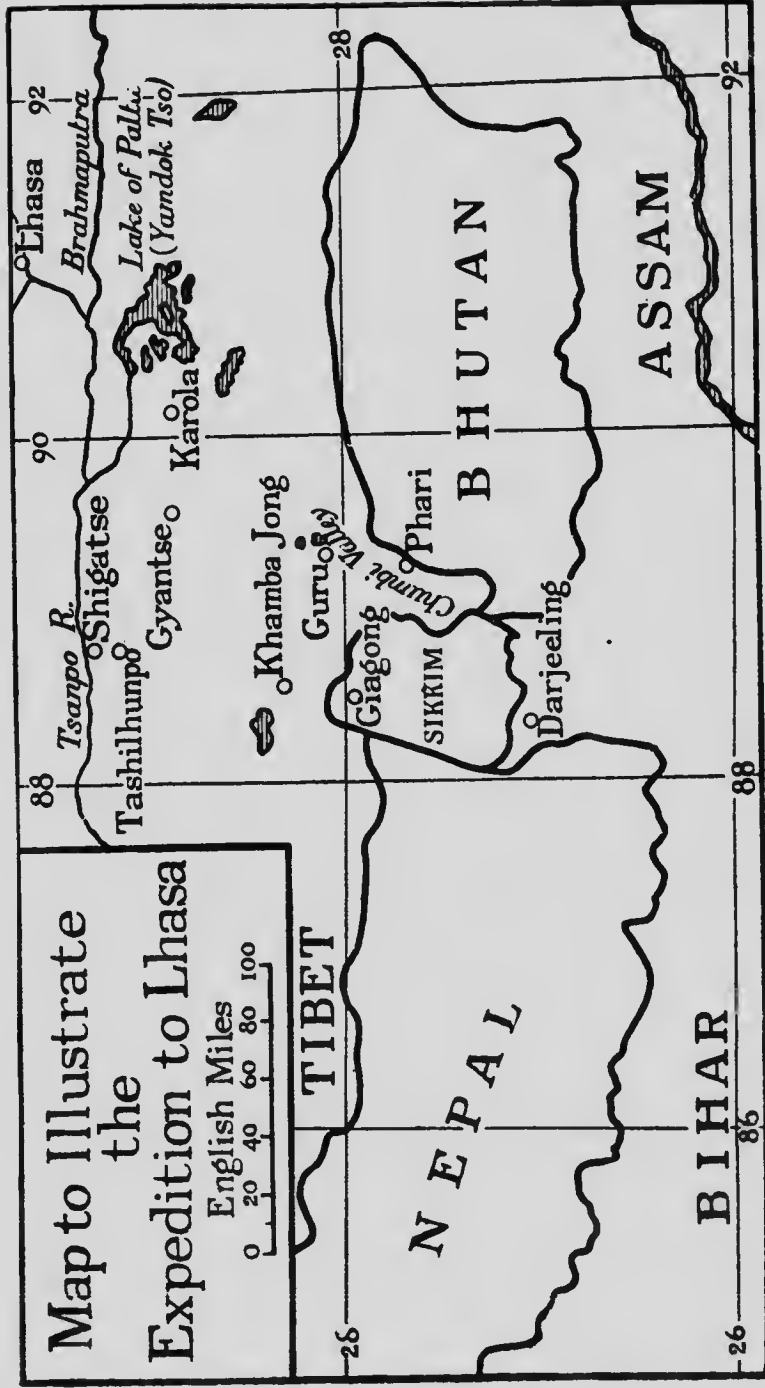 Map to Illustrate
the
Expedition to Lhasa
English Miles
0 20 40 60 80 100
88
90
92
Lhasa
Tsanpo R.
Brahmaputra
Shigatse
Tashilhunpo
Lake of Palti
(Yamdok Tso)
Gyantse
Karola
Khamba Jong
TIBET
Guru
26
28
Giagong
Chumbi Valley
Phari
SIKKIM
NEPAL
BHUTAN
Darjeeling
ASSAM
BIHAR
26
86
88
92